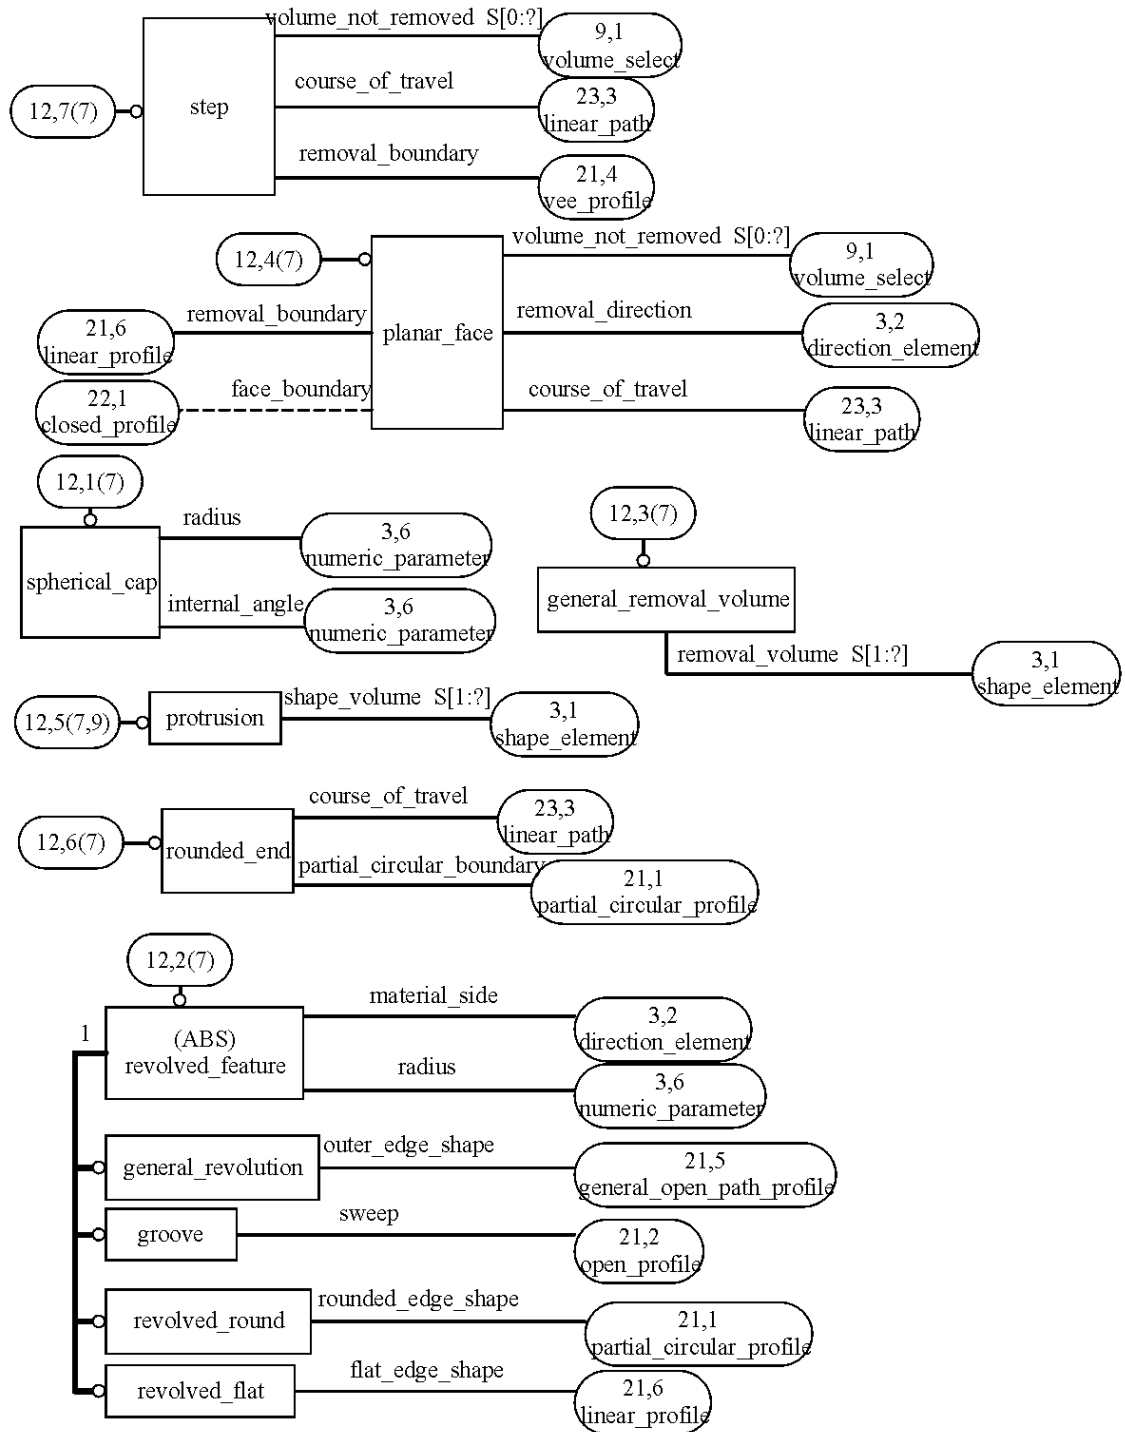 volume_not_removed S[0:?]
9,1
volume_select
12,7(7)
step
course_of_travel
23,3
linear_path
removal_boundary
21,4
vee_profile
12,4(7)
planar_face
volume_not_removed S[0:?]
9,1
volume_select
removal_boundary
21,6
linear_profile
removal_direction
3,2
direction_element
face_boundary
22,1
closed_profile
course_of_travel
23,3
linear_path
12,1(7)
spherical_cap
radius
3,6
numeric_parameter
internal_angle
3,6
numeric_parameter
12,3(7)
general_removal_volume
removal_volume S[1:?]
3,1
shape_element
12,5(7,9)
protrusion
shape_volume S[1:?]
3,1
shape_element
12,6(7)
rounded_end
course_of_travel
23,3
linear_path
partial_circular_boundary
21,1
partial_circular_profile
12,2(7)
1
(ABS)
revolved_feature
material_side
3,2
direction_element
radius
3,6
numeric_parameter
general_revolution
outer_edge_shape
21,5
general_open_path_profile
groove
sweep
21,2
open_profile
revolved_round
rounded_edge_shape
21,1
partial_circular_profile
revolved_flat
flat_edge_shape
21,6
linear_profile